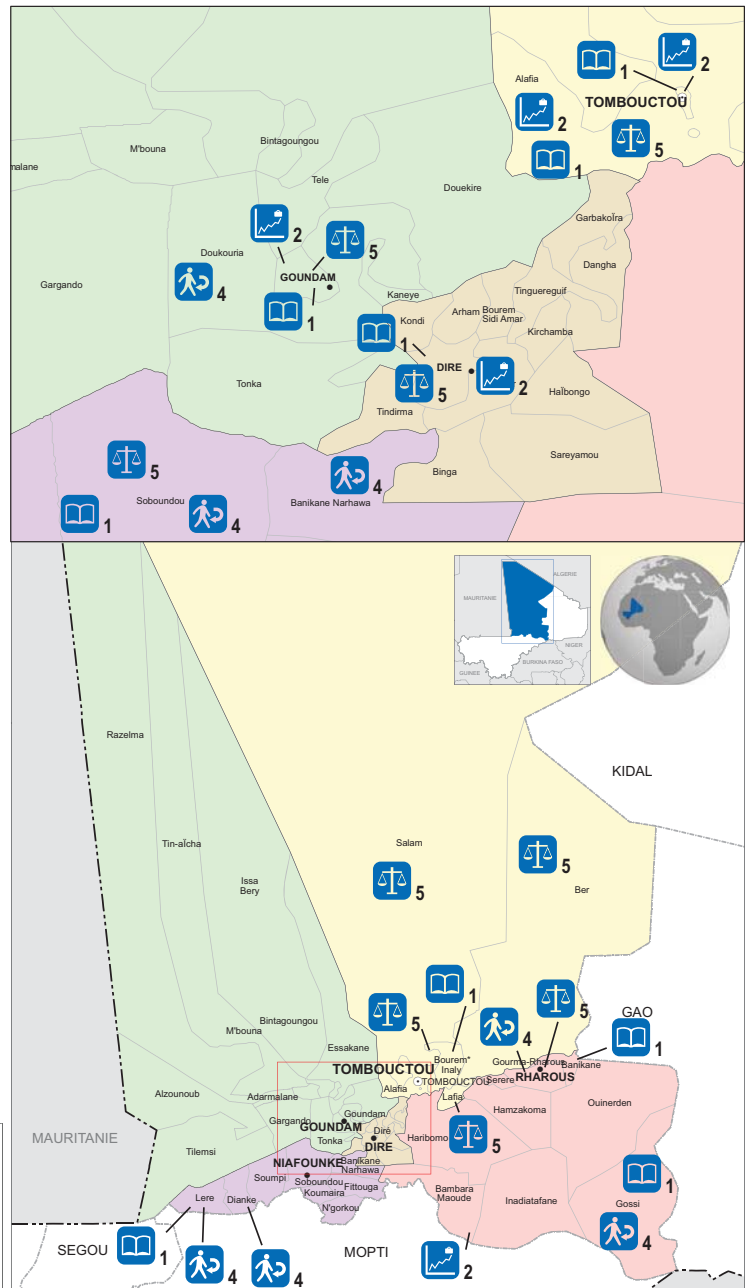 Alafia
1
2
TOMBOUCTOU
2
5
1
M'bouna
Bintagoungou
malane
Tele
Douekire
Garbakoïra
2
5
Doukouria
Dangha
GOUNDAM
4
Gargando
Tinguereguif
Kaneye
1
Arham
Bourem
Sidi Amar
Kondi
Kirchamba
1
DIRE
Tonka
5
2
Haïbongo
Tindirma
Sareyamou
Binga
5
4
Soboundou
Banikane Narhawa
1
4
ALGERIE
MAURITANIE
NIGER
BURKINA FASO
GUINEE
Razelma
KIDAL
Tin-aïcha
Salam
5
5
Issa
Bery
Ber
1
5
5
Bintagoungou
4
GAO
M'bouna
Essakane
1
TOMBOUCTOU
Bourem*
Inaly
Gourma-Rharous
Banikane
TOMBOUCTOU
Serere
RHAROUS
Alzounoub
Adarmalane
Alafia
Lafia
Ouinerden
Gargando
Goundam
Hamzakoma
GOUNDAM
Diré
MAURITANIE
Tonka
DIRE
Haribomo
5
Tilemsi
NIAFOUNKE
Banikane
Narhawa
Soumpi
Soboundou
Koumaira
Fittouga
Bambara
Maoude
1
Lere
Dianke
Inadiatafane
Gossi
N'gorkou
4
SEGOU
1
MOPTI
4
4
2